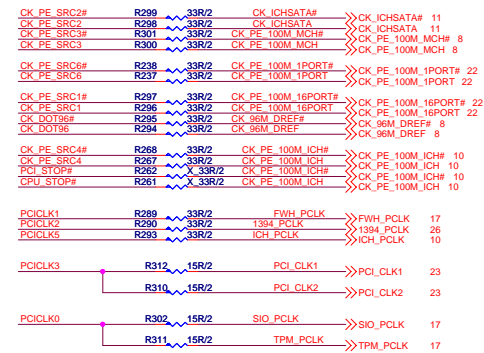 CK_PE_SRC2# R299 33R/2 CK_ICHSATA# CK_ICHSATA# 11
CK_PE_SRC2 R298 33R/2 CK_ICHSATA CK_ICHSATA 11
CK_PE_SRC3# R301 33R/2 CK_PE_100M_MCH# CK_PE_100M_MCH# 8
CK_PE_SRC3 R300 33R/2 CK_PE_100M_MCH CK_PE_100M_MCH 8
CK_PE_SRC6# R238 33R/2 CK_PE_100M_1PORT# CK_PE_100M_1PORT# 22
CK_PE_SRC6 R237 33R/2 CK_PE_100M_1PORT CK_PE_100M_1PORT 22
CK_PE_SRC1# R297 33R/2 CK_PE_100M_16PORT# CK_PE_100M_16PORT# 22
CK_PE_SRC1 R296 33R/2 CK_PE_100M_16PORT CK_PE_100M_16PORT 22
CK_DOT96# R295 33R/2 CK_96M_DREF# CK_96M_DREF# 8
CK_DOT96 R294 33R/2 CK_96M_DREF CK_96M_DREF 8
CK_PE_SRC4# R268 33R/2 CK_PE_100M_ICH# CK_PE_100M_ICH# 10
CK_PE_SRC4 R267 33R/2 CK_PE_100M_ICH CK_PE_100M_ICH 10
PCI_STOP# R262 X_33R/2 CK_PE_100M_ICH# CK_PE_100M_ICH# 10
CPU_STOP# R261 X_33R/2 CK_PE_100M_ICH CK_PE_100M_ICH 10
PCICLK1 R289 33R/2 FWH_PCLK FWH_PCLK 17
PCICLK2 R290 33R/2 1394_PCLK 1394_PCLK 26
PCICLK5 R293 33R/2 ICH_PCLK ICH_PCLK 10
PCICLK3 R312 15R/2 PCI_CLK1 PCI_CLK1 23
R310 15R/2 PCI_CLK2 PCI_CLK2 23
PCICLK0 R302 15R/2 SIO_PCLK SIO_PCLK 17
R311 15R/2 TPM_PCLK TPM_PCLK 17